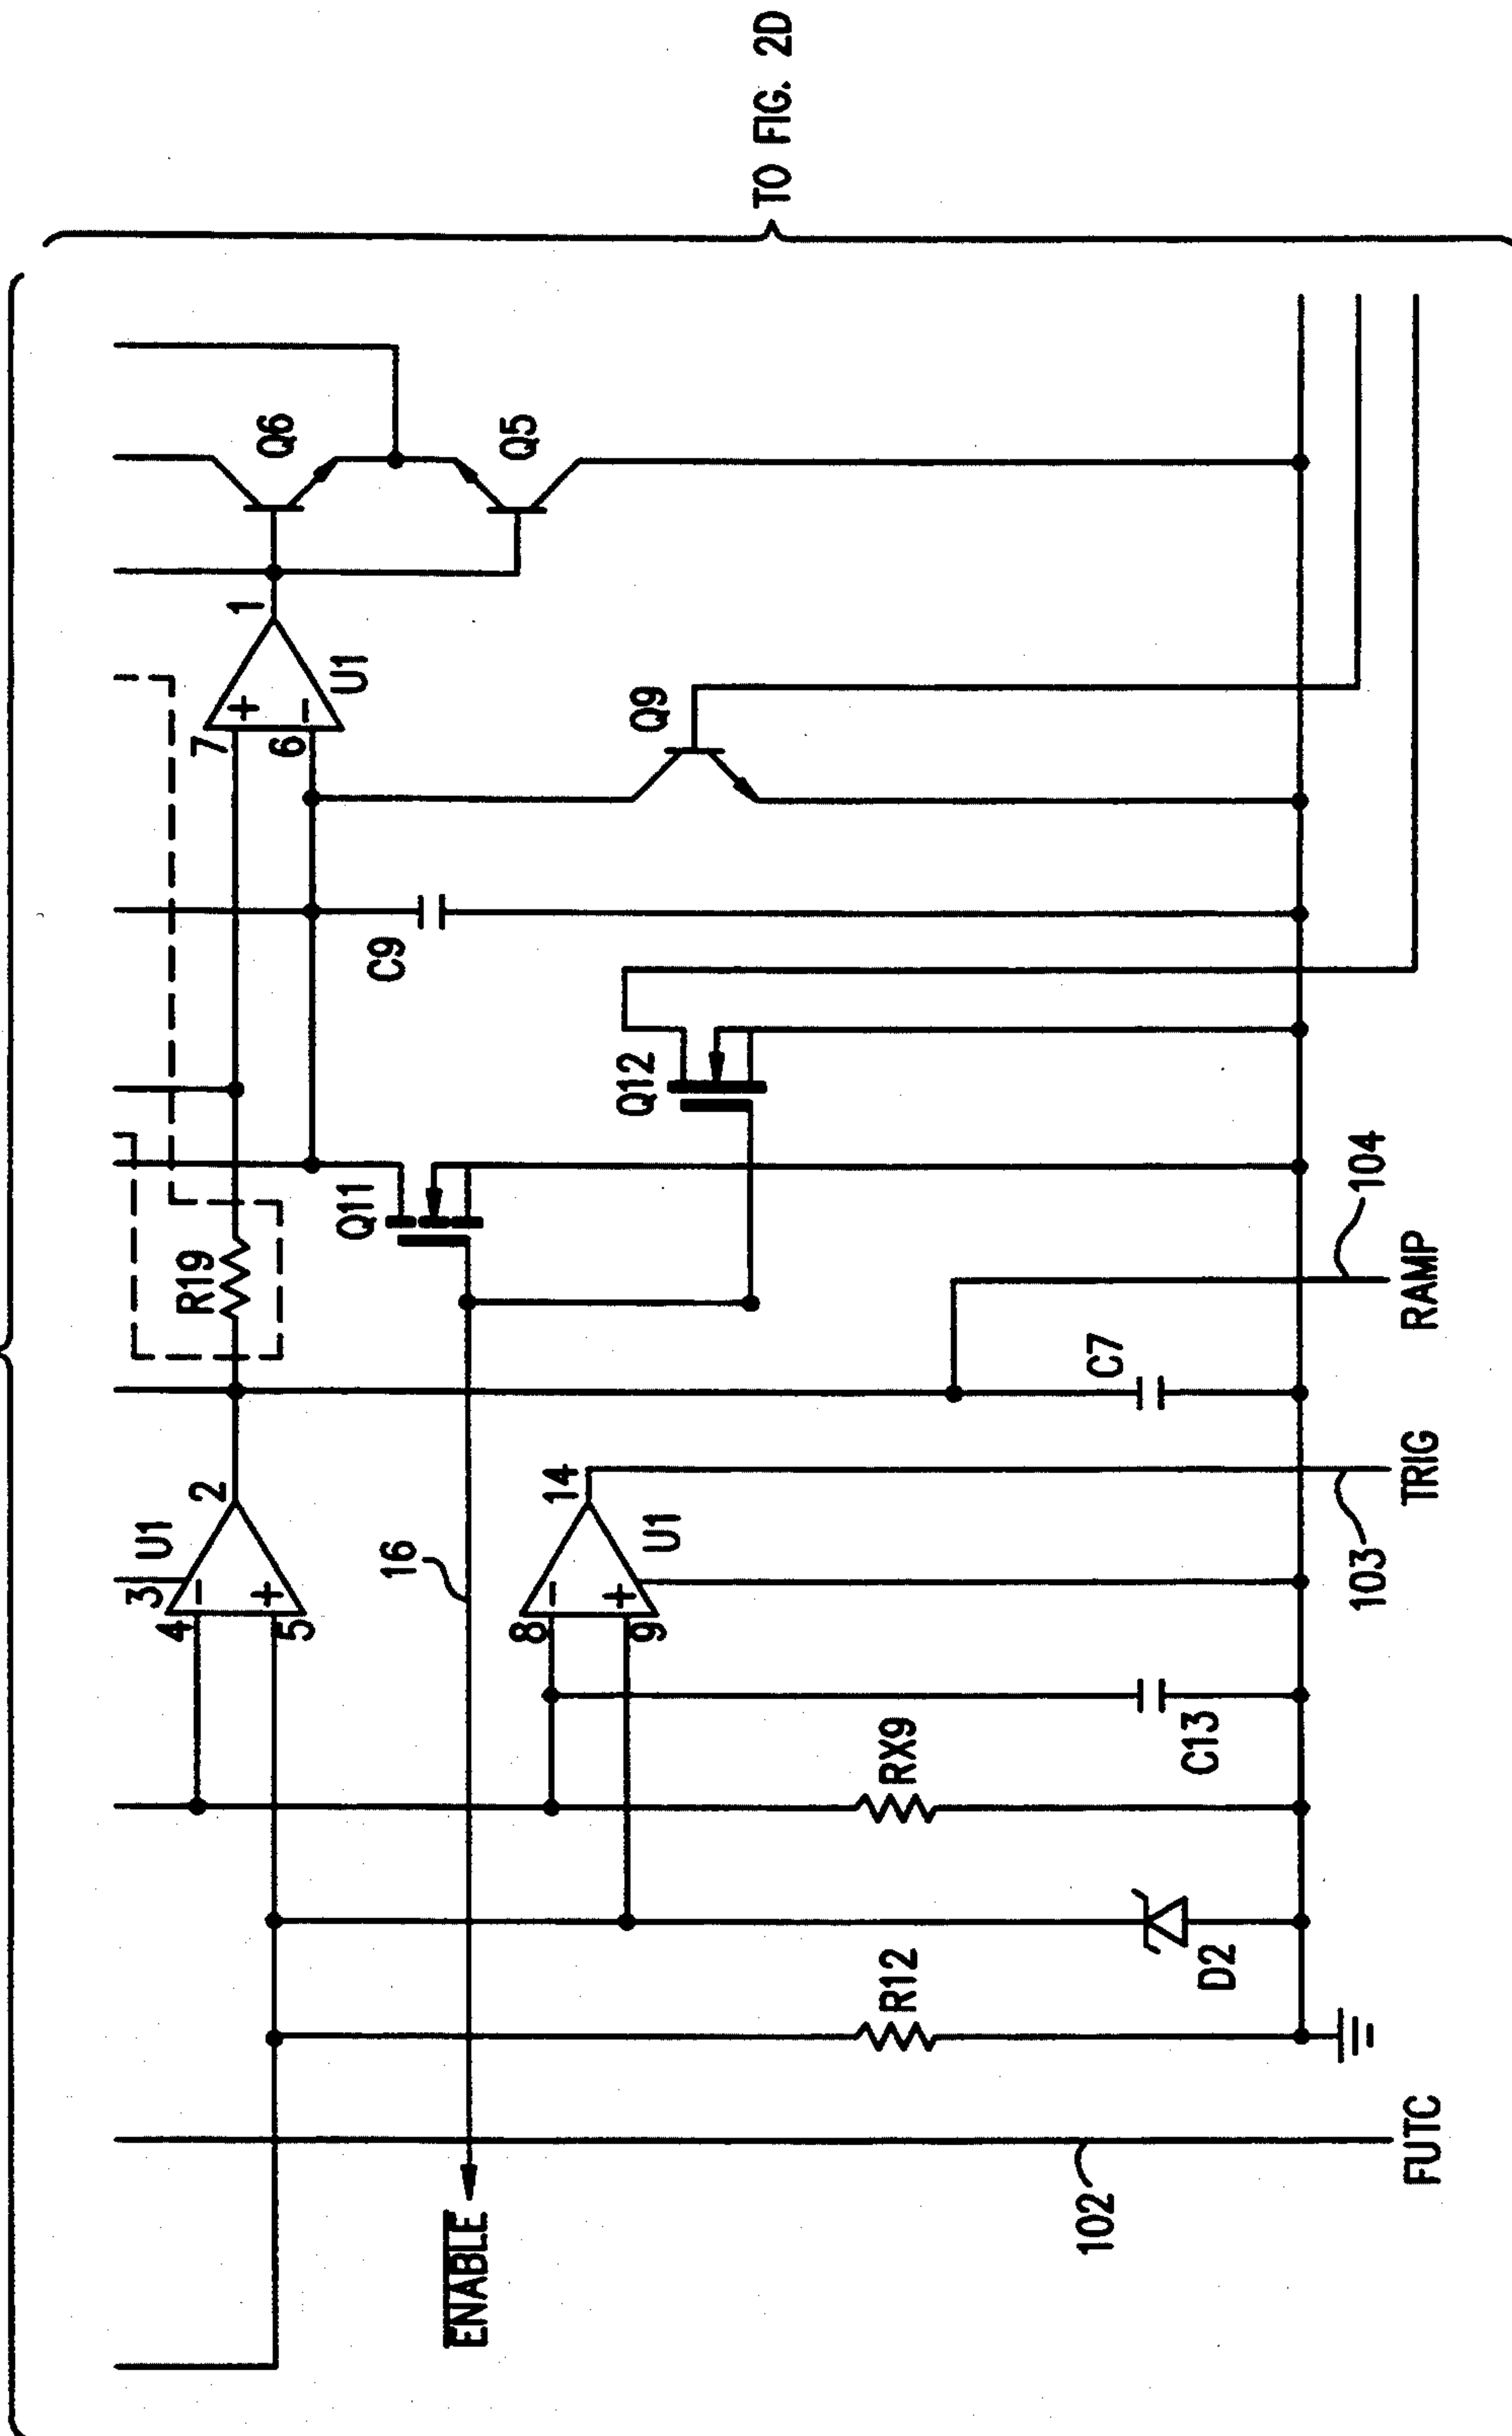 TO FIG. 2D
Q6
Q5
1
U1
+
−
7
6
Q9
C9
Q12
Q11
R19
104
RAMP
C7
2
U1
3
−
+
4
5
14
U1
−
+
8
9
16
TRIG
103
C13
RX9
D2
R12
FUTC
102
ENABLE